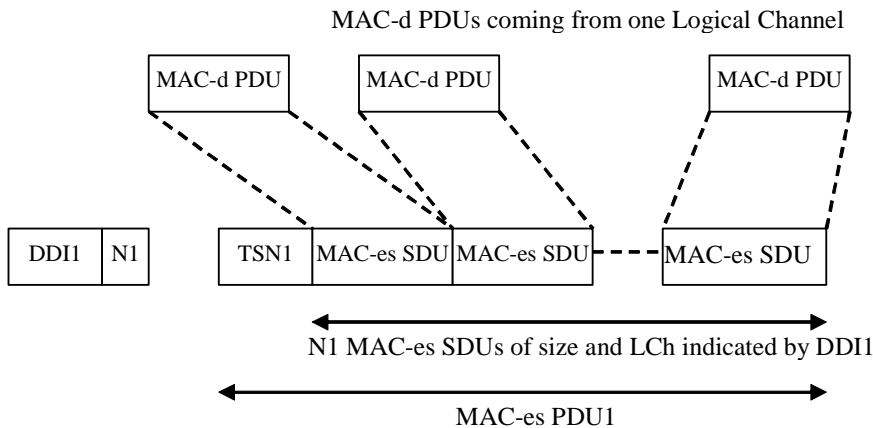 MAC-d PDUs coming from one Logical Channel
MAC-d PDU MAC-d PDU MAC-d PDU
DDI1 N1 TSN1 MAC-es SDU MAC-es SDU MAC-es SDU
N1 MAC-es SDUs of size and LCh indicated by DDI1
MAC-es PDU1